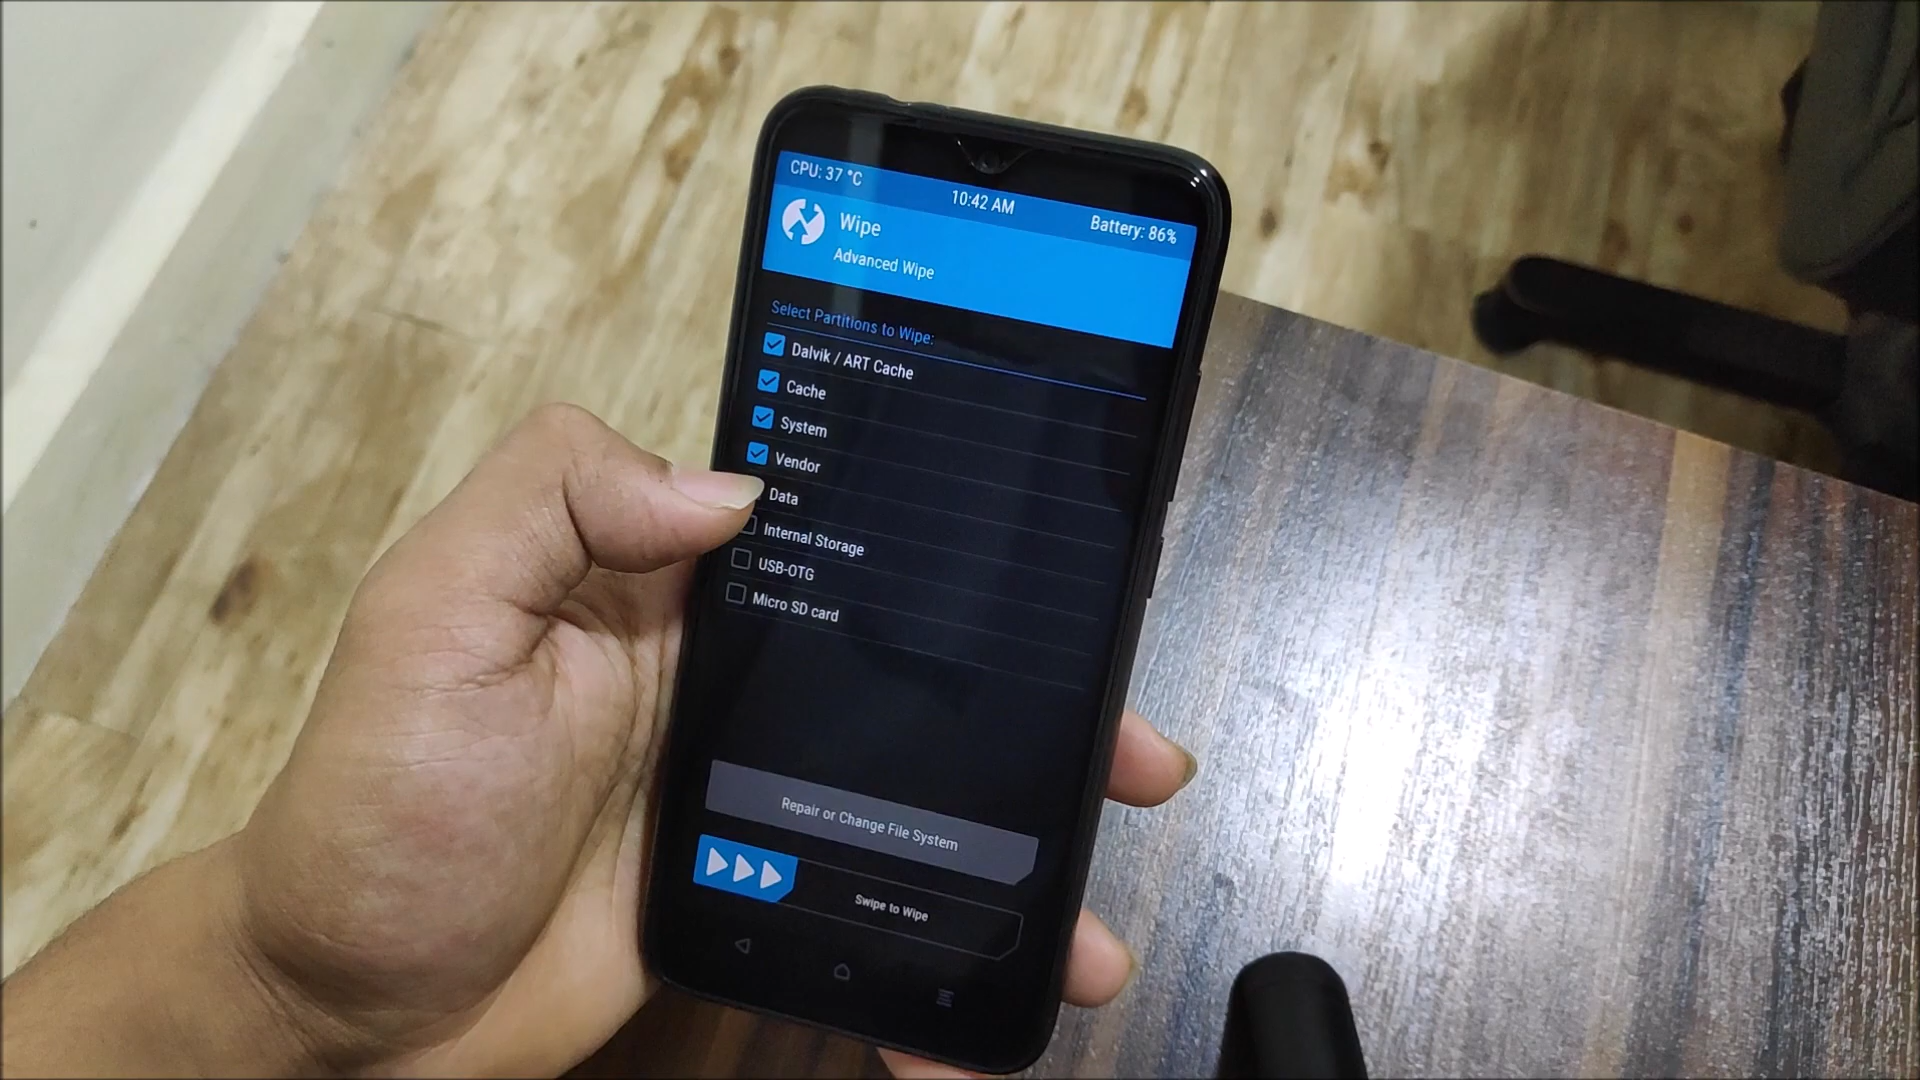 CPU: 37 °C
10:42 AM
Battery: 86%
Wipe
Advanced Wipe
Select Partitions to Wipe:
Dalvik / ART Cache
Cache
System
Vendor
Data
Internal Storage
USB-OTG
Micro SD card
Repair or Change File System
Swipe to Wipe